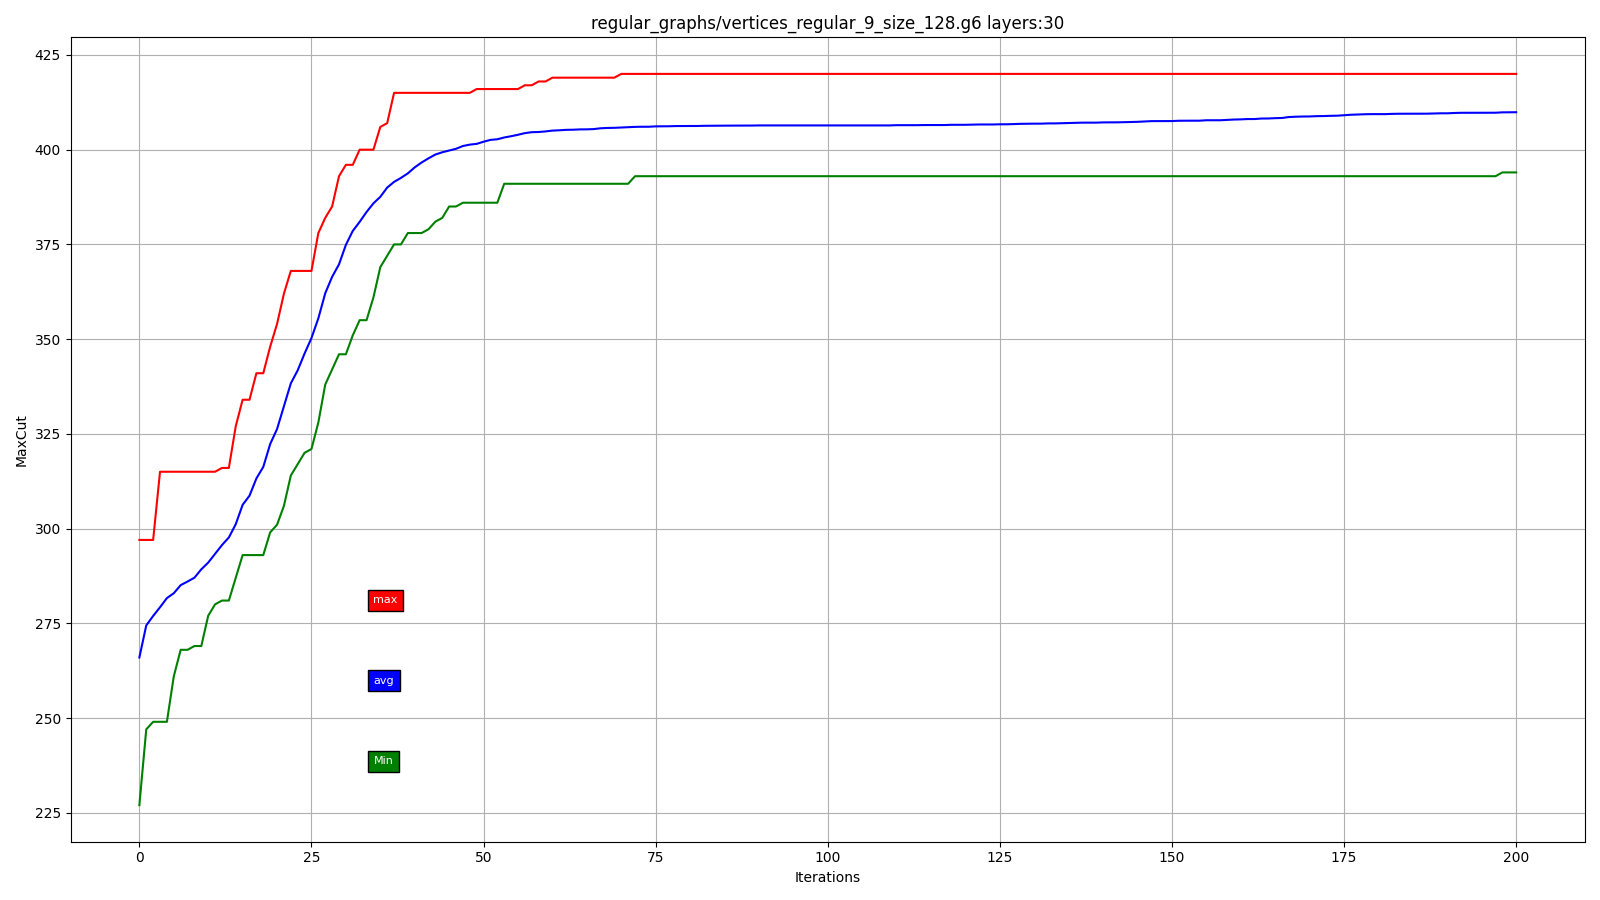 regular_graphs/vertices_regular_9_size_128.g6 layers:30
425
400
375
350
325
300
275
250
225
MaxCut
max
avg
Min
0 25 50 75 100 125 150 175 200
Iterations